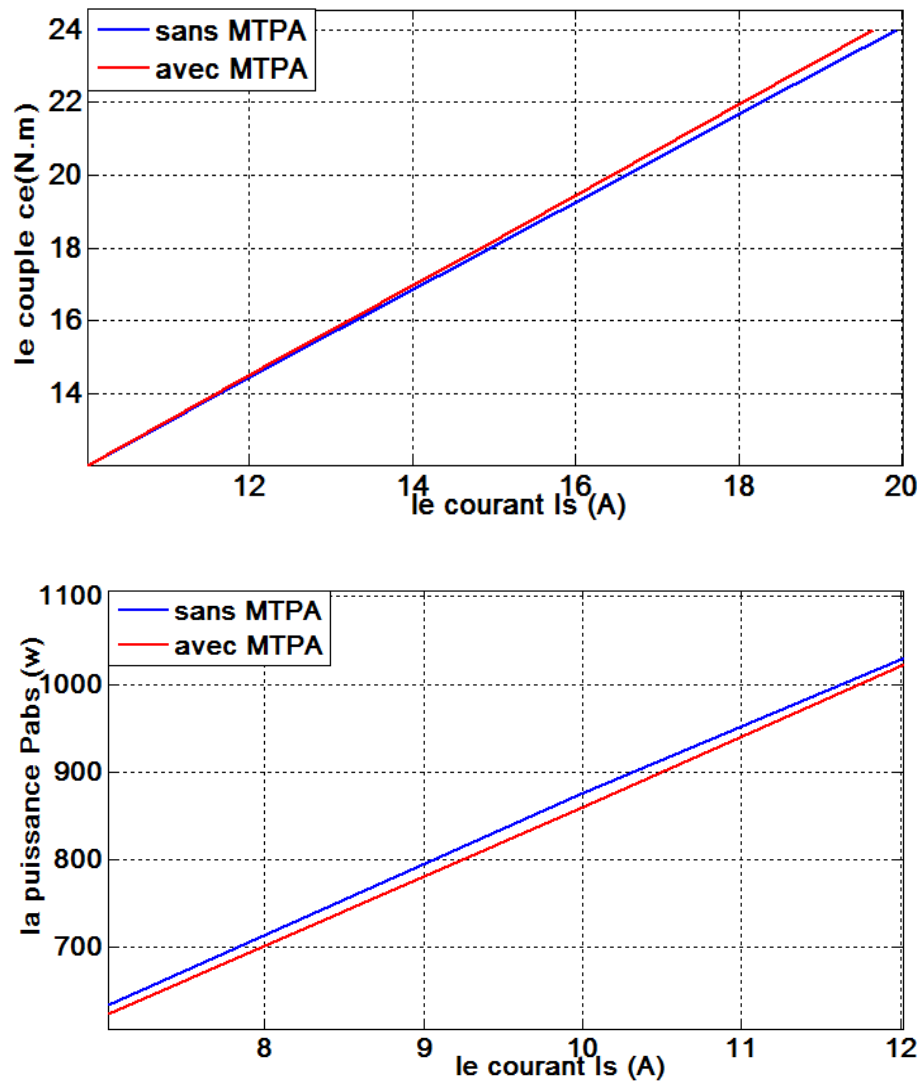 24
22
20
18
16
14
le couple ce(N.m)
sans MTPA
avec MTPA
12
14
16
18
20
le courant Is (A)
1100
1000
900
800
700
la puissance Pabs (w)
sans MTPA
avec MTPA
8
9
10
11
12
le courant Is (A)